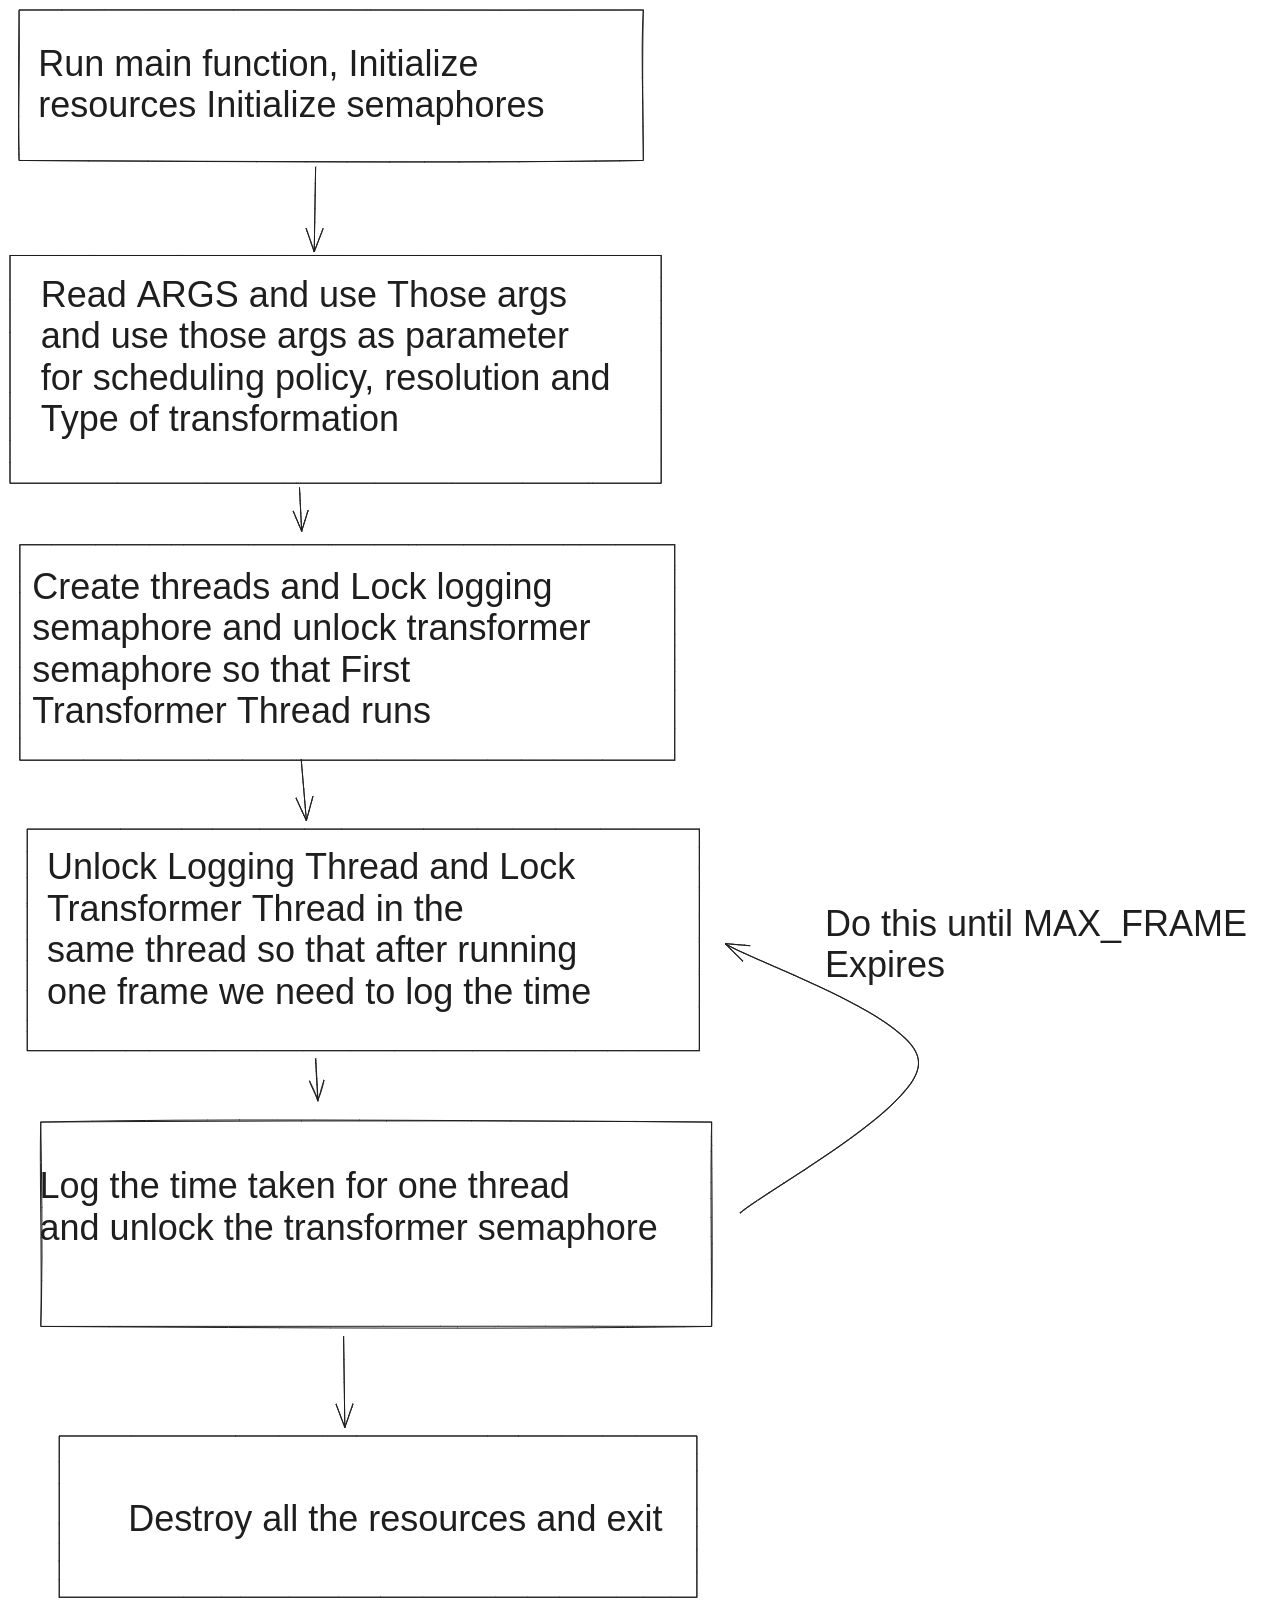 Run main function, Initialize
resources Initialize semaphores
Read ARGS and use Those args
and use those args as parameter
for scheduling policy, resolution and
Type of transformation
Create threads and Lock logging
semaphore and unlock transformer
semaphore so that First
Transformer Thread runs
Unlock Logging Thread and Lock
Transformer Thread in the
same thread so that after running
one frame we need to log the time
Do this until MAX_FRAME
Expires
Log the time taken for one thread
and unlock the transformer semaphore
Destroy all the resources and exit